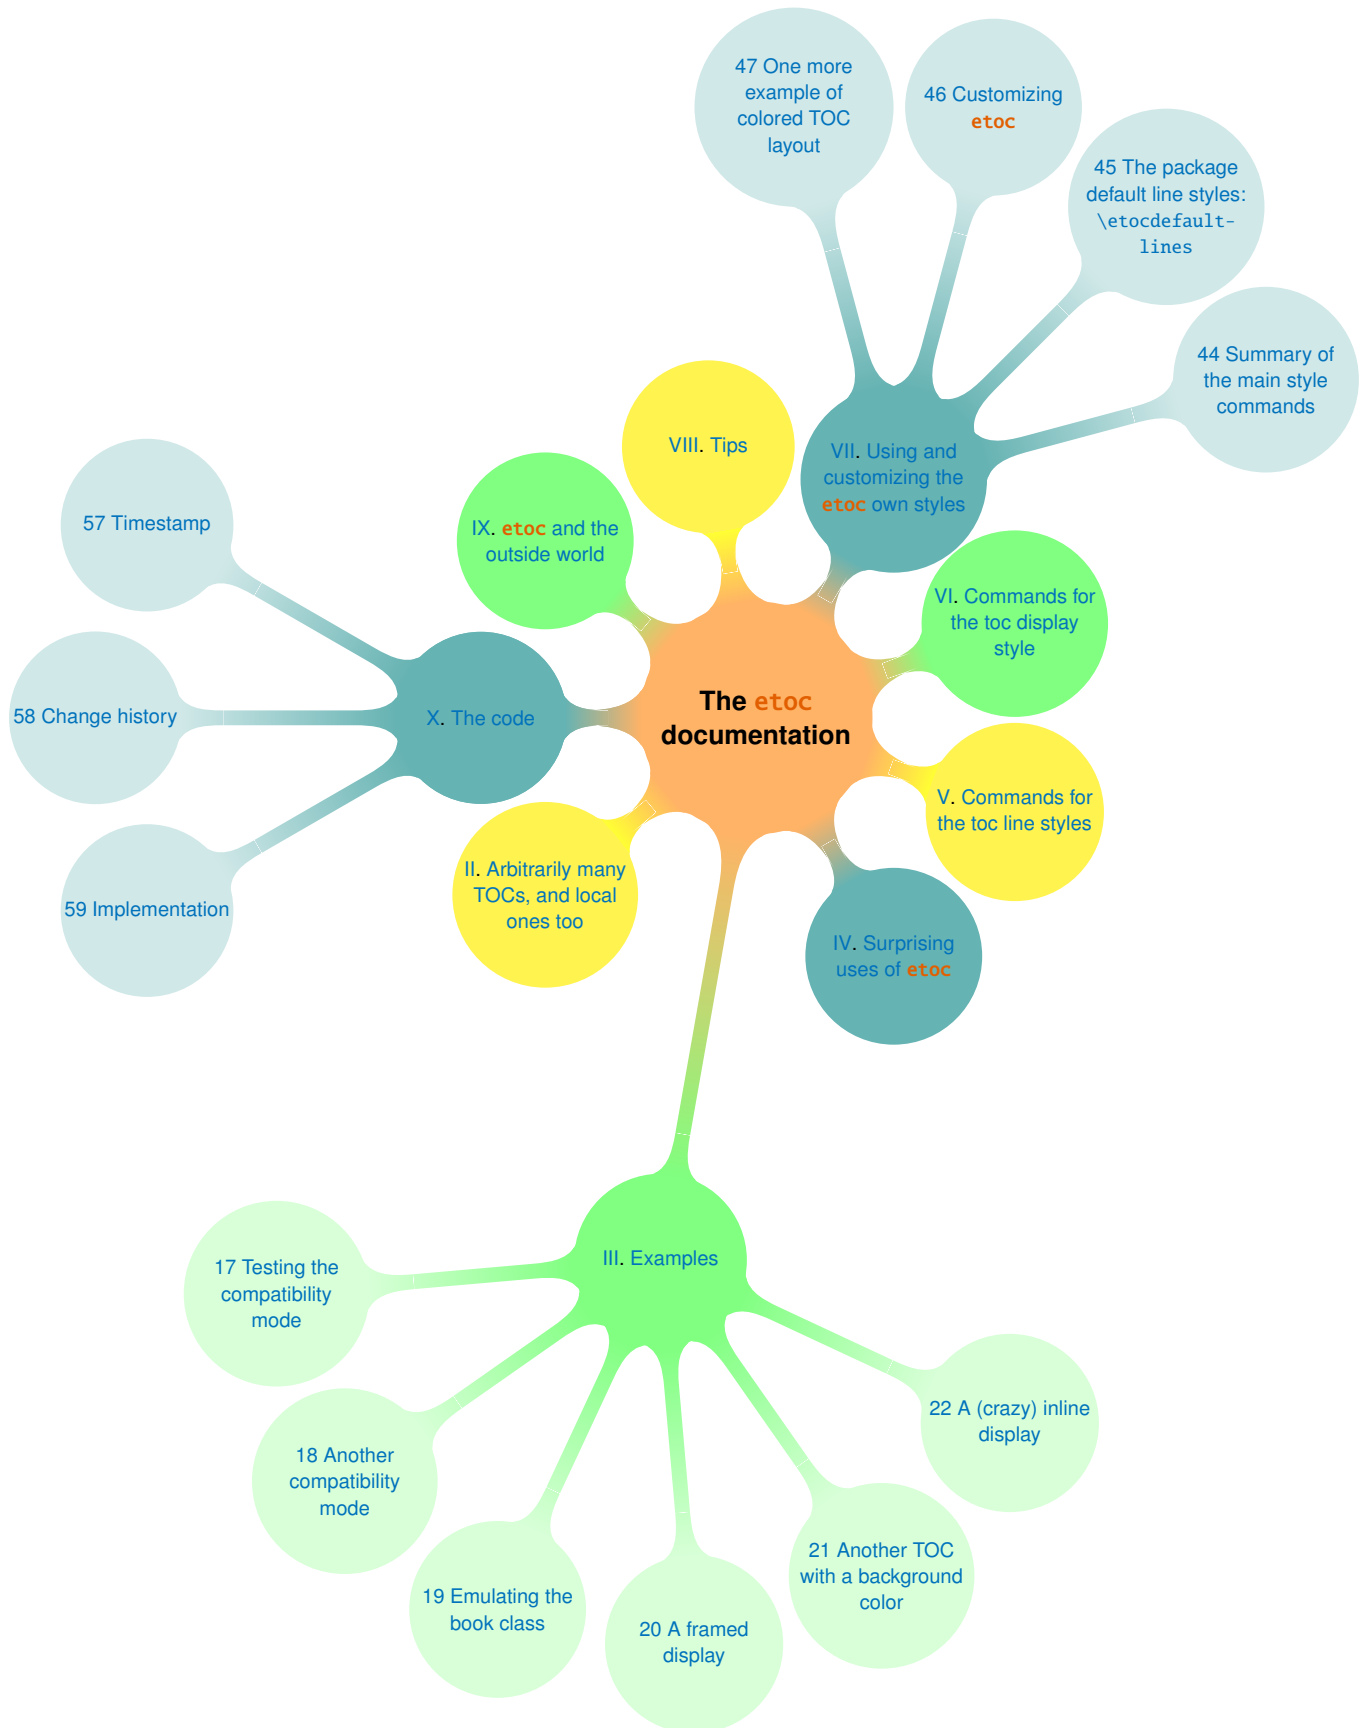 47 One more
example of
colored TOC
layout
46 Customizing
etoc
45 The package
default line styles:
\etocdefault-
lines
44 Summary of
the main style
commands
VIII. Tips
VII. Using and
customizing the
etoc own styles
57 Timestamp
IX. etoc and the
outside world
VI. Commands for
the toc display
style
58 Change history
X. The code
The etoc
documentation
V. Commands for
the toc line styles
59 Implementation
II. Arbitrarily many
TOCs, and local
ones too
IV. Surprising
uses of etoc
III. Examples
17 Testing the
compatibility
mode
18 Another
compatibility
mode
19 Emulating the
book class
20 A framed
display
21 Another TOC
with a background
color
22 A (crazy) inline
display